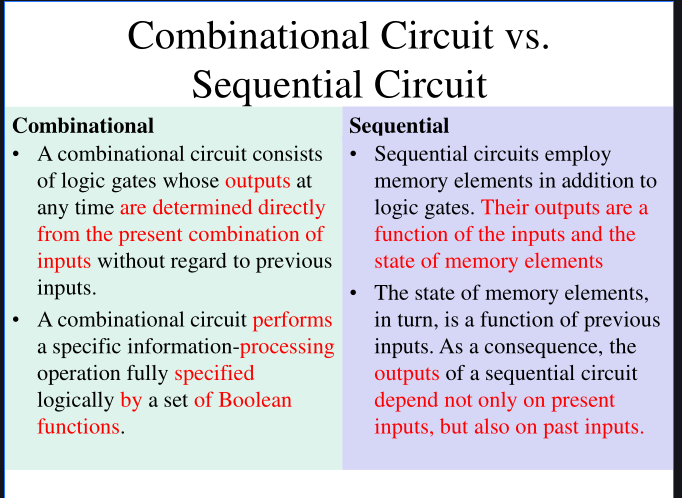 Combinational Circuit vs.
Sequential Circuit
Combinational
• A combinational circuit consists
of logic gates whose outputs at
any time are determined directly
from the present combination of
inputs without regard to previous
inputs.
• A combinational circuit performs
a specific information-processing
operation fully specified
logically by a set of Boolean
functions.
Sequential
• Sequential circuits employ
memory elements in addition to
logic gates. Their outputs are a
function of the inputs and the
state of memory elements
• The state of memory elements,
in turn, is a function of previous
inputs. As a consequence, the
outputs of a sequential circuit
depend not only on present
inputs, but also on past inputs.